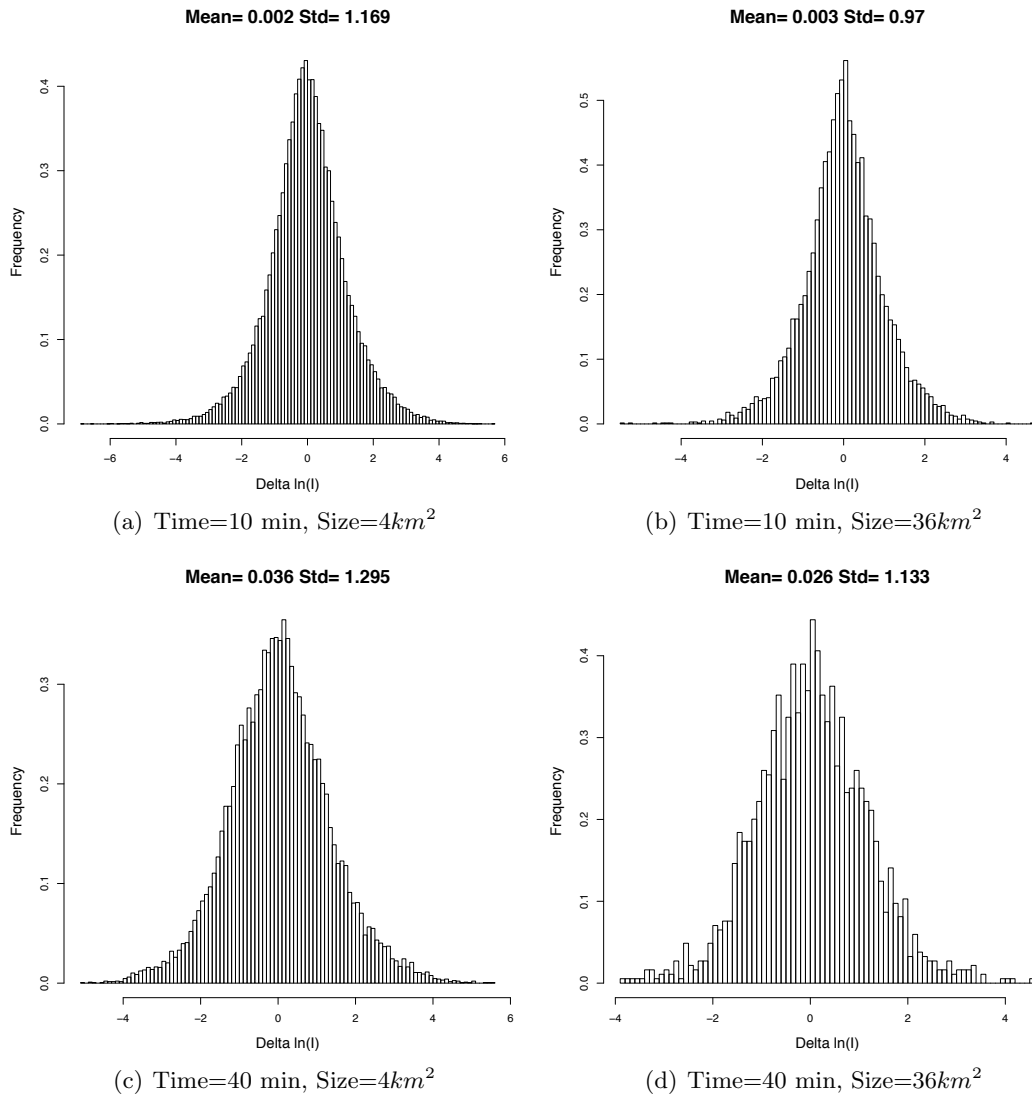 Mean= 0.002 Std= 1.169
Frequency
0.0 0.1 0.2 0.3 0.4
−6 −4 −2 0 2 4 6
Delta ln(I)
(a) Time=10 min, Size=4km²
Mean= 0.003 Std= 0.97
Frequency
0.0 0.1 0.2 0.3 0.4 0.5
−4 −2 0 2 4
Delta ln(I)
(b) Time=10 min, Size=36km²
Mean= 0.036 Std= 1.295
Frequency
0.0 0.1 0.2 0.3
−4 −2 0 2 4 6
Delta ln(I)
(c) Time=40 min, Size=4km²
Mean= 0.026 Std= 1.133
Frequency
0.0 0.1 0.2 0.3 0.4
−4 −2 0 2 4
Delta ln(I)
(d) Time=40 min, Size=36km²